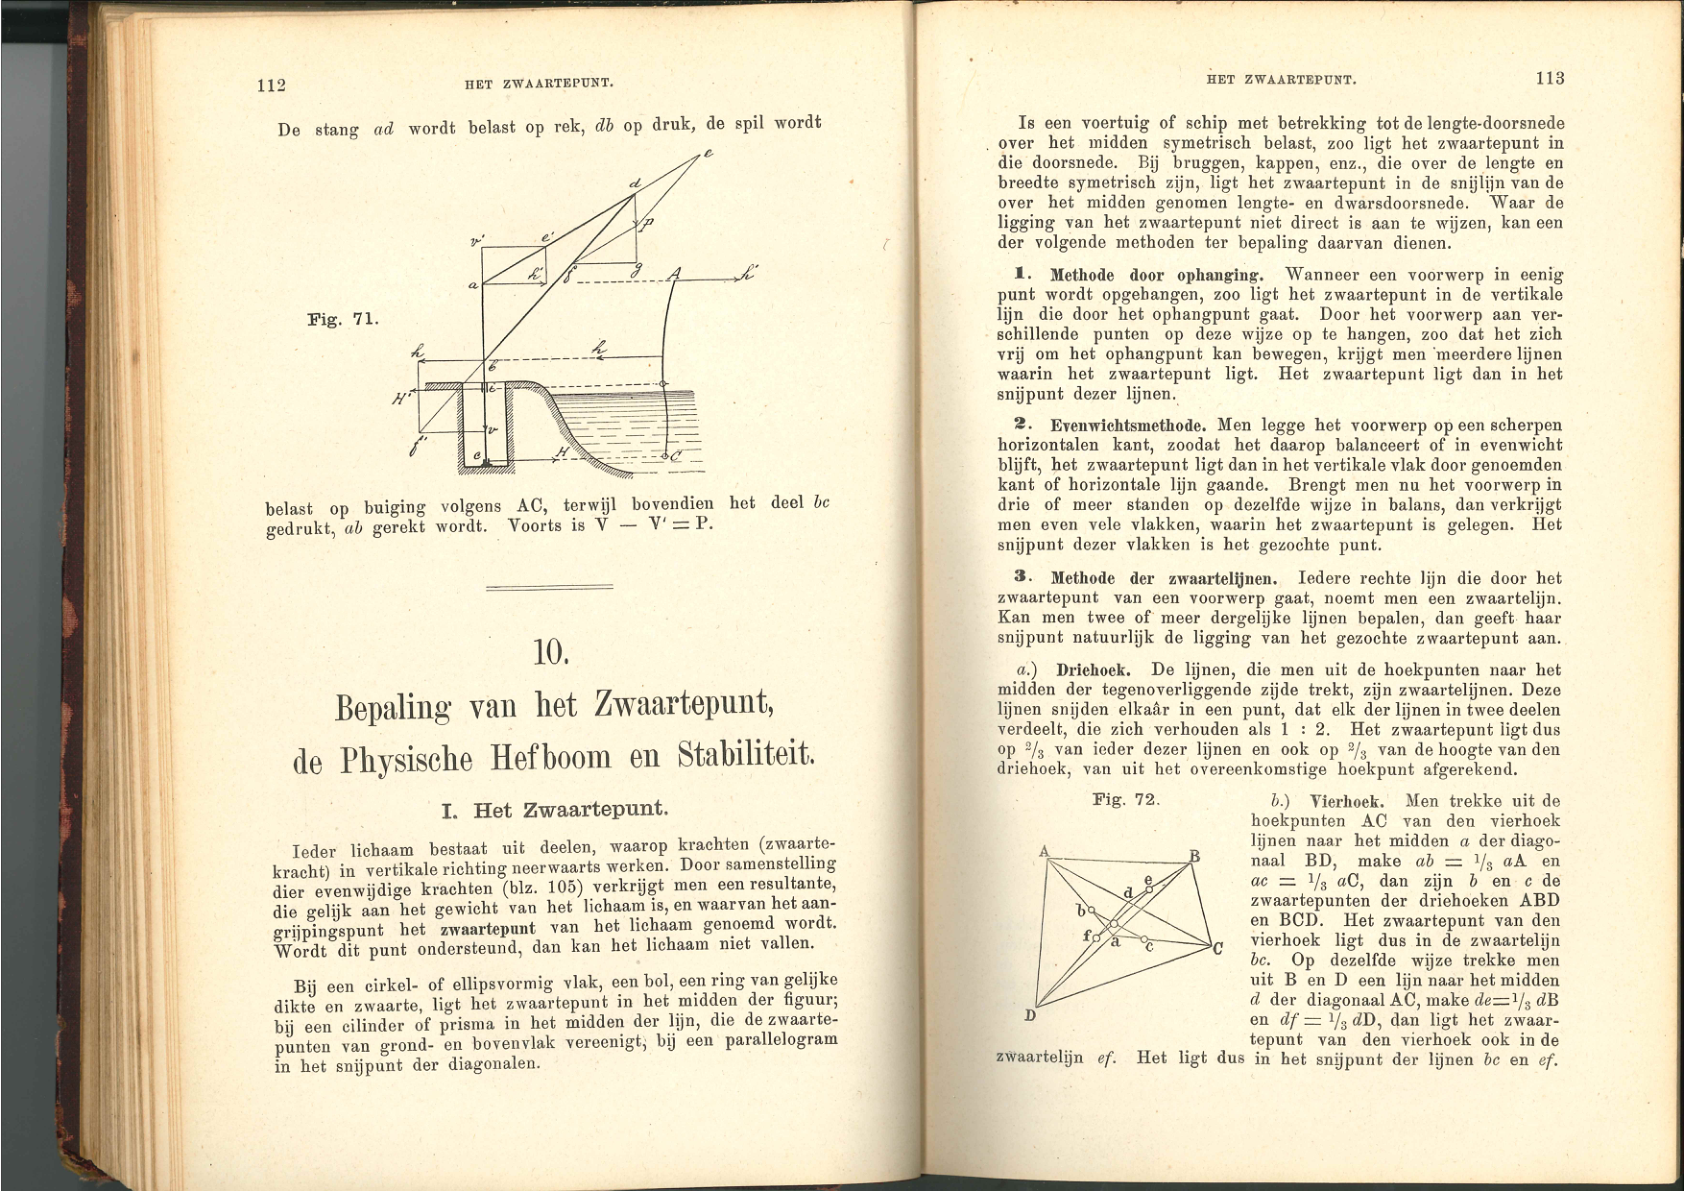 112
HET ZWAARTEPUNT.
De stang ad wordt belast op rek, db op druk, de spil wordt
e
d
P
v'
e'
h'
f
g
A
h'
a
Fig. 71.
h
h
b
c
H'
v
f'
c
H
C
belast op buiging volgens AC, terwijl bovendien het deel bc
gedrukt, ab gerekt wordt. Voorts is V — V' = P.
10.
Bepaling van het Zwaartepunt,
de Physische Hefboom en Stabiliteit.
I. Het Zwaartepunt.
Ieder lichaam bestaat uit deelen, waarop krachten (zwaarte-
kracht) in vertikale richting neerwaarts werken. Door samenstelling
dier evenwijdige krachten (blz. 105) verkrijgt men een resultante,
die gelijk aan het gewicht van het lichaam is, en waarvan het aan-
grijpingspunt het zwaartepunt van het lichaam genoemd wordt.
Wordt dit punt ondersteund, dan kan het lichaam niet vallen.
Bij een cirkel- of ellipsvormig vlak, een bol, een ring van gelijke
dikte en zwaarte, ligt het zwaartepunt in het midden der figuur;
bij een cilinder of prisma in het midden der lijn, die de zwaarte-
punten van grond- en bovenvlak vereenigt; bij een parallelogram
in het snijpunt der diagonalen.
HET ZWAARTEPUNT.
113
Is een voertuig of schip met betrekking tot de lengte-doorsnede
over het midden symetrisch belast, zoo ligt het zwaartepunt in
die doorsnede. Bij bruggen, kappen, enz., die over de lengte en
breedte symetrisch zijn, ligt het zwaartepunt in de snijlijn van de
over het midden genomen lengte- en dwarsdoorsnede. Waar de
ligging van het zwaartepunt niet direct is aan te wijzen, kan een
der volgende methoden ter bepaling daarvan dienen.
1. Methode door ophanging. Wanneer een voorwerp in eenig
punt wordt opgehangen, zoo ligt het zwaartepunt in de vertikale
lijn die door het ophangpunt gaat. Door het voorwerp aan ver-
schillende punten op deze wijze op te hangen, zoo dat het zich
vrij om het ophangpunt kan bewegen, krijgt men meerdere lijnen
waarin het zwaartepunt ligt. Het zwaartepunt ligt dan in het
snijpunt dezer lijnen.
2. Evenwichtsmethode. Men legge het voorwerp op een scherpen
horizontalen kant, zoodat het daarop balanceert of in evenwicht
blijft, het zwaartepunt ligt dan in het vertikale vlak door genoemden
kant of horizontale lijn gaande. Brengt men nu het voorwerp in
drie of meer standen op dezelfde wijze in balans, dan verkrijgt
men even vele vlakken, waarin het zwaartepunt is gelegen. Het
snijpunt dezer vlakken is het gezochte punt.
3. Methode der zwaartelijnen. Iedere rechte lijn die door het
zwaartepunt van een voorwerp gaat, noemt men een zwaartelijn.
Kan men twee of meer dergelijke lijnen bepalen, dan geeft haar
snijpunt natuurlijk de ligging van het gezochte zwaartepunt aan.
a.) Driehoek. De lijnen, die men uit de hoekpunten naar het
midden der tegenoverliggende zijde trekt, zijn zwaartelijnen. Deze
lijnen snijden elkaâr in een punt, dat elk der lijnen in twee deelen
verdeelt, die zich verhouden als 1 : 2. Het zwaartepunt ligt dus
op 2/3 van ieder dezer lijnen en ook op 2/3 van de hoogte van den
driehoek, van uit het overeenkomstige hoekpunt afgerekend.
Fig. 72.
A
B
e
d
b
f
a
c
C
D
b.) Vierhoek. Men trekke uit de
hoekpunten AC van den vierhoek
lijnen naar het midden a der diago-
naal BD, make ab = 1/3 aA en
ac = 1/3 aC, dan zijn b en c de
zwaartepunten der driehoeken ABD
en BCD. Het zwaartepunt van den
vierhoek ligt dus in de zwaartelijn
bc. Op dezelfde wijze trekke men
uit B en D een lijn naar het midden
d der diagonaal AC, make de=1/3 dB
en df = 1/3 dD, dan ligt het zwaar-
tepunt van den vierhoek ook in de
zwaartelijn ef. Het ligt dus in het snijpunt der lijnen bc en ef.